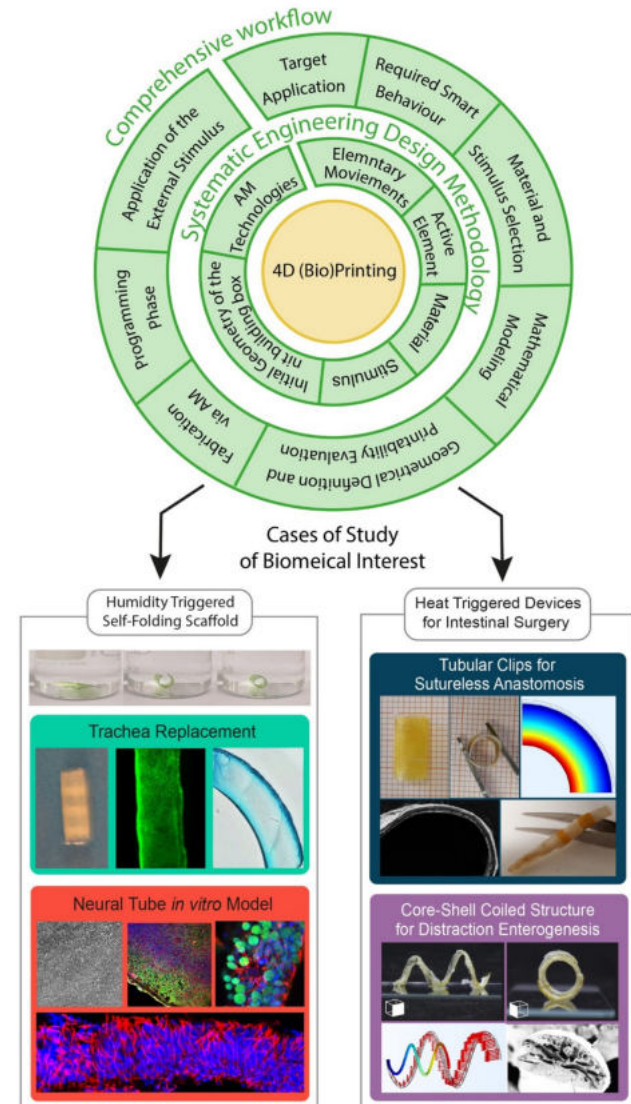 Comprehensive workflow
Target
Application
Required Smart
Behaviour
Material and
Stimulus Selection
Mathematical
Modeling
Geometrical Definition and
Printability Evaluation
Fabrication
via AM
Programming
phase
Application of the
External Stimulus
Systematic Engineering Design Methodology
Elemntary
Moviements
Active
Element
Material
Stimulus
Initial Geometry of the
nit building box
AM
Technologies
4D (Bio)Printing
Cases of Study
of Biomeical Interest
Humidity Triggered
Self-Folding Scaffold
Trachea Replacement
Neural Tube in vitro Model
Heat Triggered Devices
for Intestinal Surgery
Tubular Clips for
Sutureless Anastomosis
Core-Shell Coiled Structure
for Distraction Enterogenesis